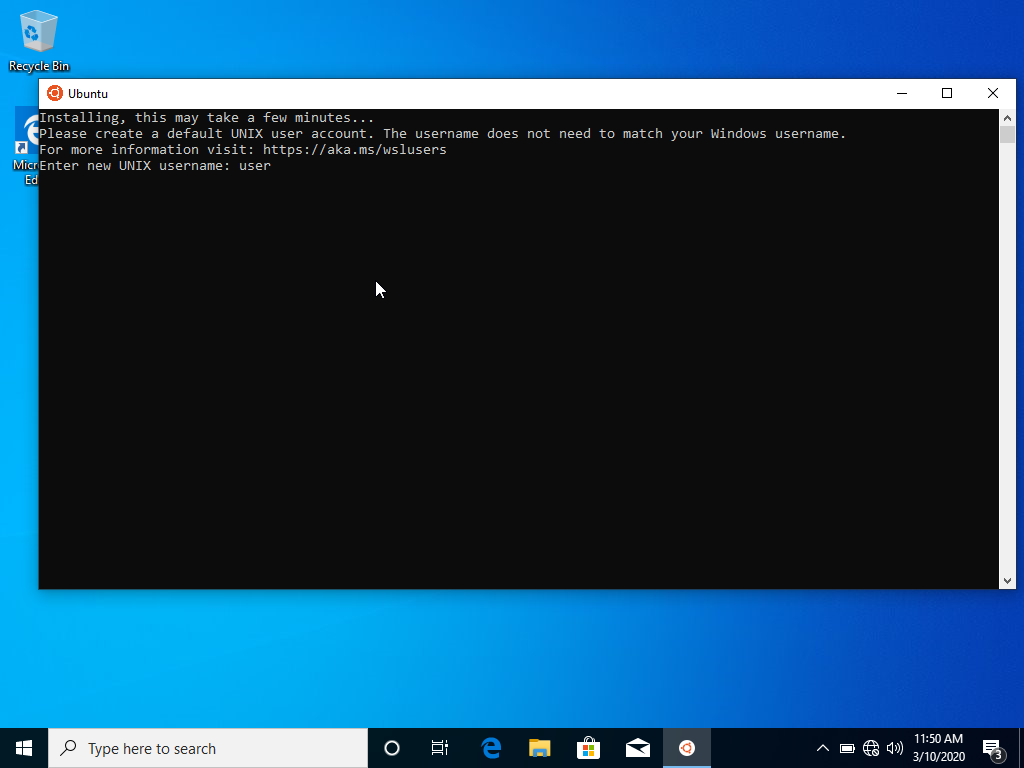 Recycle Bin
Ubuntu
Installing, this may take a few minutes...
Please create a default UNIX user account. The username does not need to match your Windows username.
For more information visit: https://aka.ms/wslusers
Enter new UNIX username: user
Micr
Ed
Type here to search
11:50 AM
3/10/2020
3